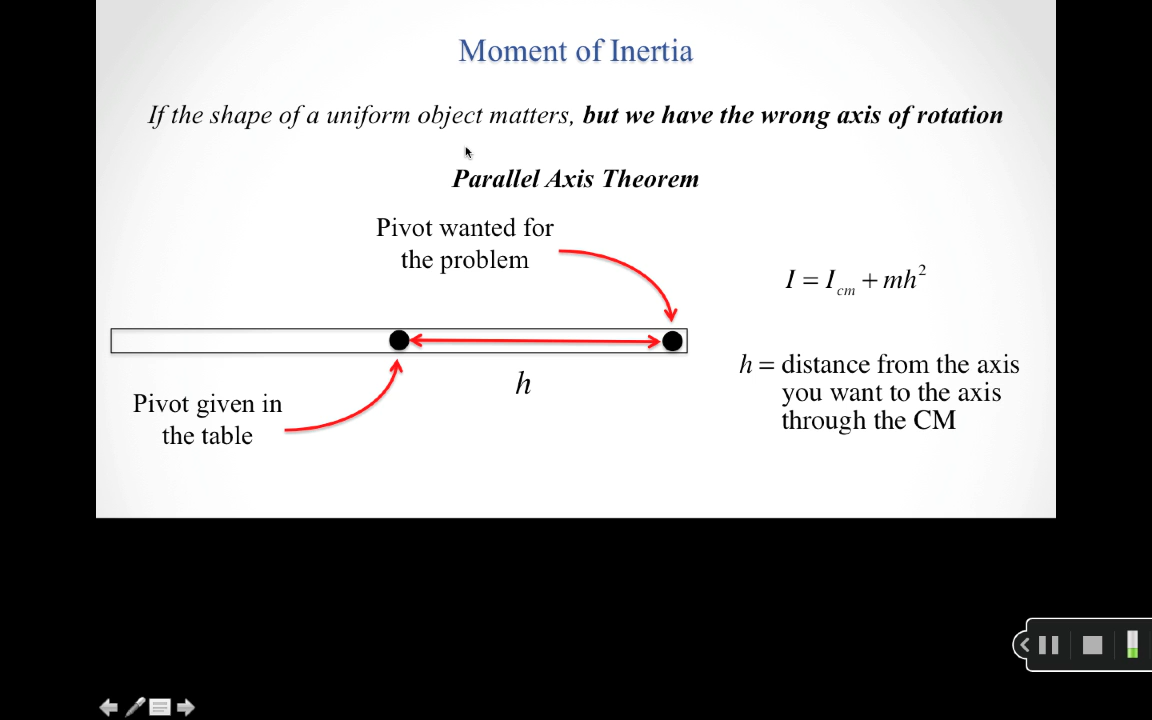 Moment of Inertia
If the shape of a uniform object matters, but we have the wrong axis of rotation
Parallel Axis Theorem
Pivot wanted for
the problem
I = I_cm + mh²
h = distance from the axis
you want to the axis
through the CM
h
Pivot given in
the table